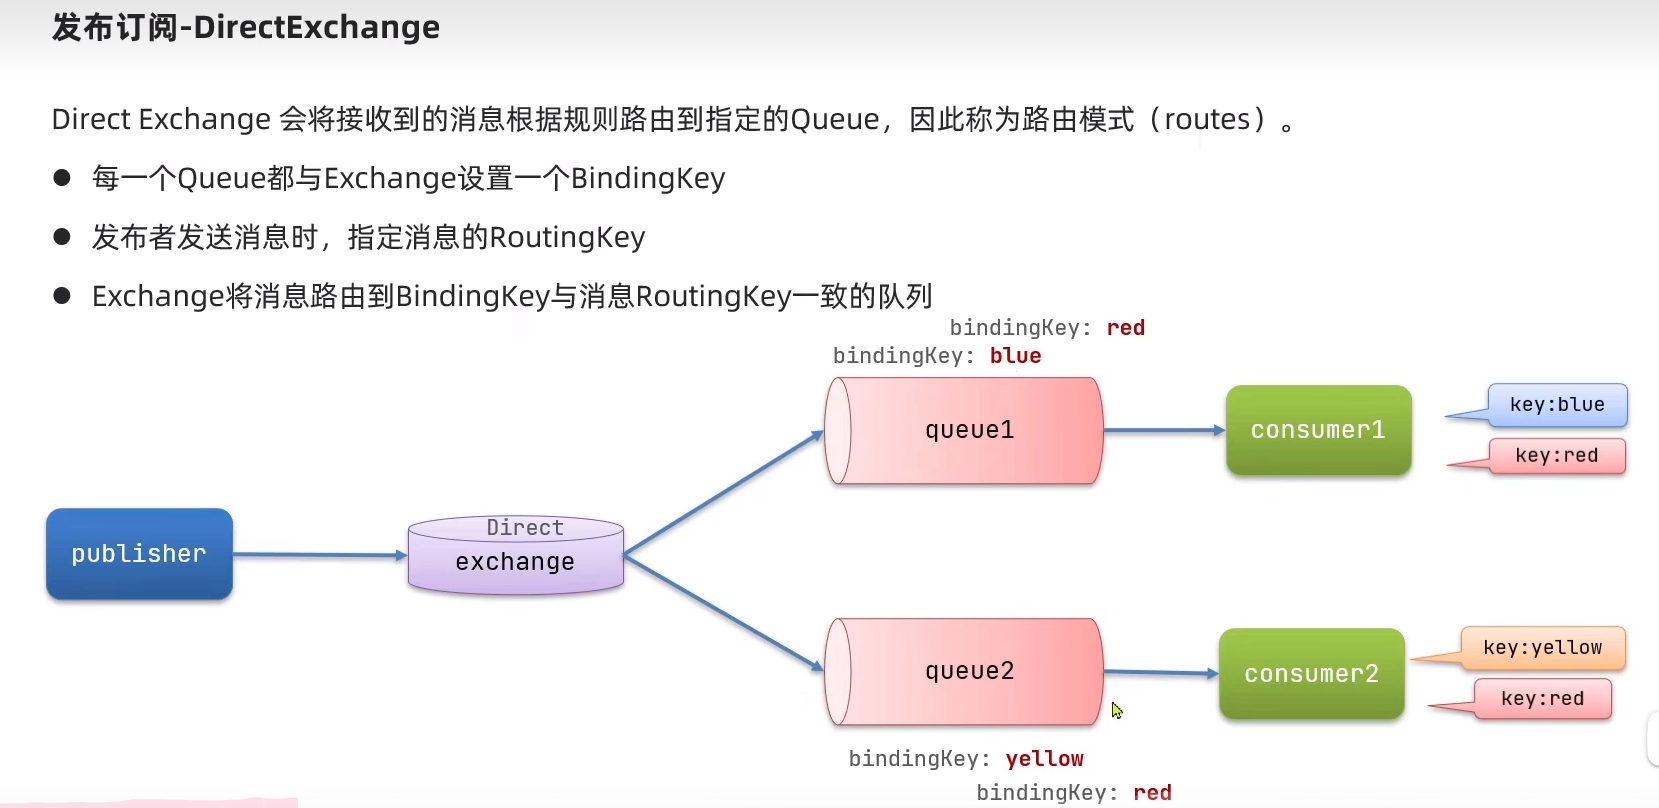 发布订阅-DirectExchange
Direct Exchange 会将接收到的消息根据规则路由到指定的Queue，因此称为路由模式（routes）。
● 每一个Queue都与Exchange设置一个BindingKey
● 发布者发送消息时，指定消息的RoutingKey
● Exchange将消息路由到BindingKey与消息RoutingKey一致的队列
bindingKey: red
bindingKey: blue
queue1
consumer1
key:blue
key:red
publisher
Direct
exchange
queue2
consumer2
key:yellow
key:red
bindingKey: yellow
bindingKey: red